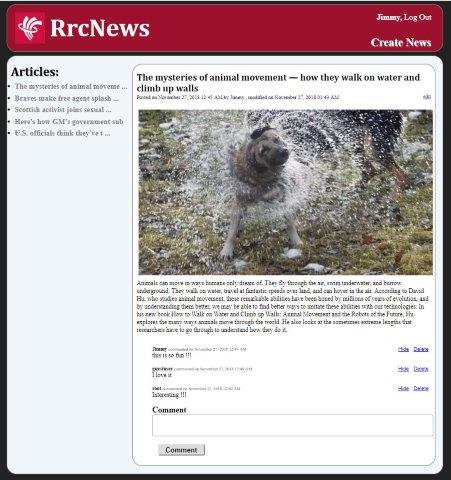 RrcNews
Jimmy, Log Out
Create News
Articles:
The mysteries of animal moveme ...
Braves make free agent splash ...
Scottish activist joins sexual ...
Here's how GM's government sub
U.S. officials think they've t ...
The mysteries of animal movement — how they walk on water and
climb up walls
Posted on November 27, 2018 12:45 AM by Jimmy, modified on November 27, 2018 01:49 AM
edit
Animals can move in ways humans only dream of. They fly through the air, swim underwater, and burrow
underground. They walk on water, travel at fantastic speeds over land, and can hover in the air. According to David
Hu, who studies animal movement, these remarkable abilities have been honed by millions of years of evolution, and
by understanding them better, we may be able to find better ways to imitate these abilities with our technologies. In
his new book How to Walk on Water and Climb up Walls: Animal Movement and the Robots of the Future, Hu
explores the many ways animals move through the world. He also looks at the sometimes extreme lengths that
researchers have to go through to understand how they do it.
Jimmy commented on November 27, 2018 12:49 AM
Hide Delete
this is so fun !!!
commented on November 27, 2018 12:49 AM
Hide Delete
I love it
commented on November 27, 2018 12:50 AM
Hide Delete
Interesting !!!
Comment
Comment